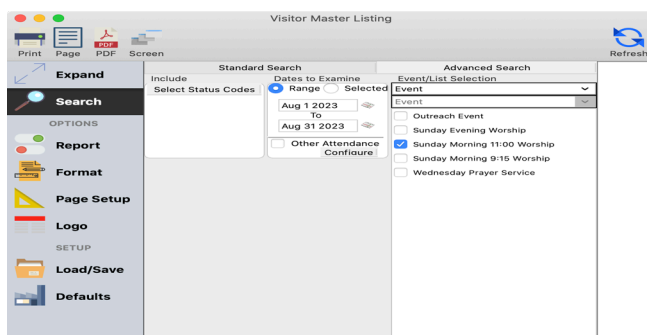 Visitor Master Listing
Print Page PDF Screen Refresh
PDF
Expand
Search
OPTIONS
Report
Format
Page Setup
Logo
SETUP
Load/Save
Defaults
Standard Search Advanced Search
Include Dates to Examine Event/List Selection
Select Status Codes Range Selected Event
Aug 1 2023 Event
To
Aug 31 2023
Other Attendance
Configure
Outreach Event
Sunday Evening Worship
Sunday Morning 11:00 Worship
Sunday Morning 9:15 Worship
Wednesday Prayer Service